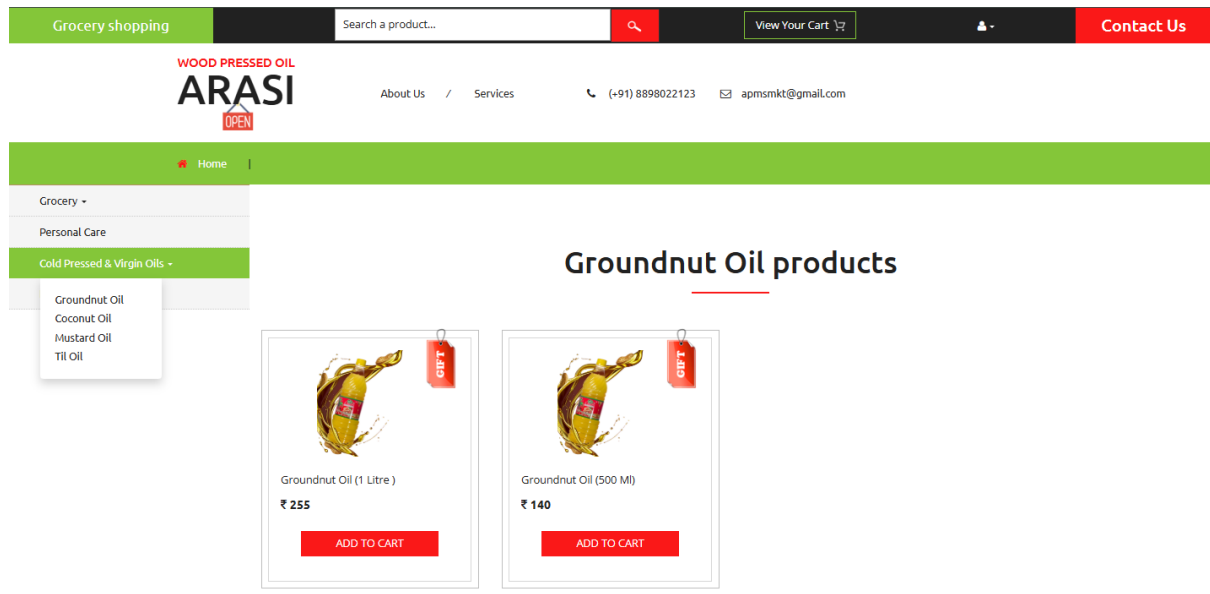 Grocery shopping
Search a product...
View Your Cart
Contact Us
WOOD PRESSED OIL
ARASI
OPEN
About Us / Services
(+91) 8898022123
apmsmkt@gmail.com
Home |
Grocery
Personal Care
Cold Pressed & Virgin Oils
Groundnut Oil
Coconut Oil
Mustard Oil
Til Oil
Groundnut Oil products
GIFT
Groundnut Oil (1 Litre )
₹ 255
ADD TO CART
GIFT
Groundnut Oil (500 Ml)
₹ 140
ADD TO CART